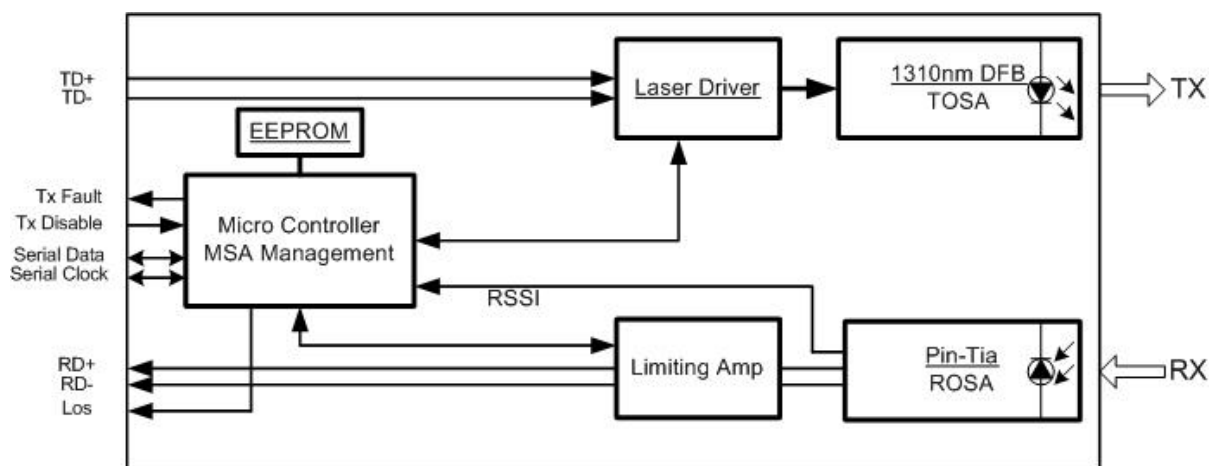 TD+
TD-
Laser Driver
1310nm DFB
TOSA
TX
EEPROM
Tx Fault
Tx Disable
Serial Data
Serial Clock
Micro Controller
MSA Management
RSSI
RD+
RD-
Los
Limiting Amp
Pin-Tia
ROSA
RX